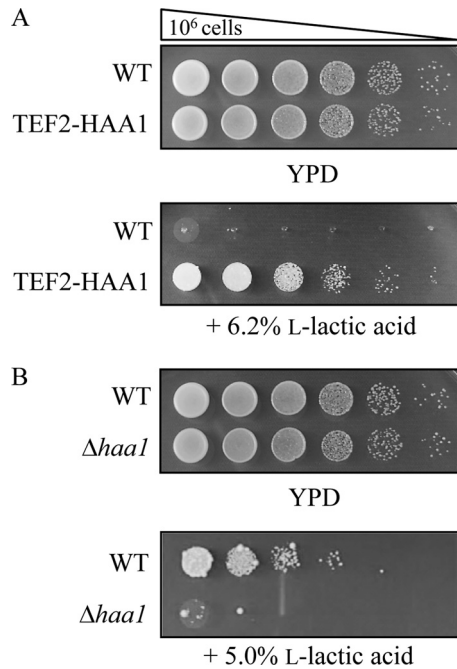 A
10⁶ cells
WT
TEF2-HAA1
YPD
WT
TEF2-HAA1
+ 6.2% L-lactic acid
B
WT
Δhaa1
YPD
WT
Δhaa1
+ 5.0% L-lactic acid